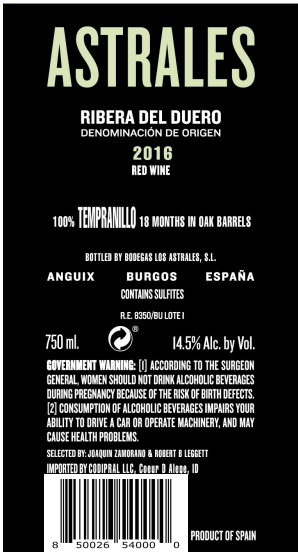 ASTRALES
RIBERA DEL DUERO
DENOMINACIÓN DE ORIGEN
2016
RED WINE
100% TEMPRANILLO 18 MONTHS IN OAK BARRELS
BOTTLED BY BODEGAS LOS ASTRALES, S.L.
ANGUIX BURGOS ESPAÑA
CONTAINS SULFITES
R.E. 9350/BU LOTE I
750 ml. ® 14.5% Alc. by Vol.
GOVERNMENT WARNING: [1] ACCORDING TO THE SURGEON
GENERAL, WOMEN SHOULD NOT DRINK ALCOHOLIC BEVERAGES
DURING PREGNANCY BECAUSE OF THE RISK OF BIRTH DEFECTS.
[2] CONSUMPTION OF ALCOHOLIC BEVERAGES IMPAIRS YOUR
ABILITY TO DRIVE A CAR OR OPERATE MACHINERY, AND MAY
CAUSE HEALTH PROBLEMS.
SELECTED BY: JOAQUIN ZAMORANO & ROBERT B LEGGETT
IMPORTED BY CODIPRAL LLC, Coeur D Alege, ID
8 50026 54000 0
PRODUCT OF SPAIN